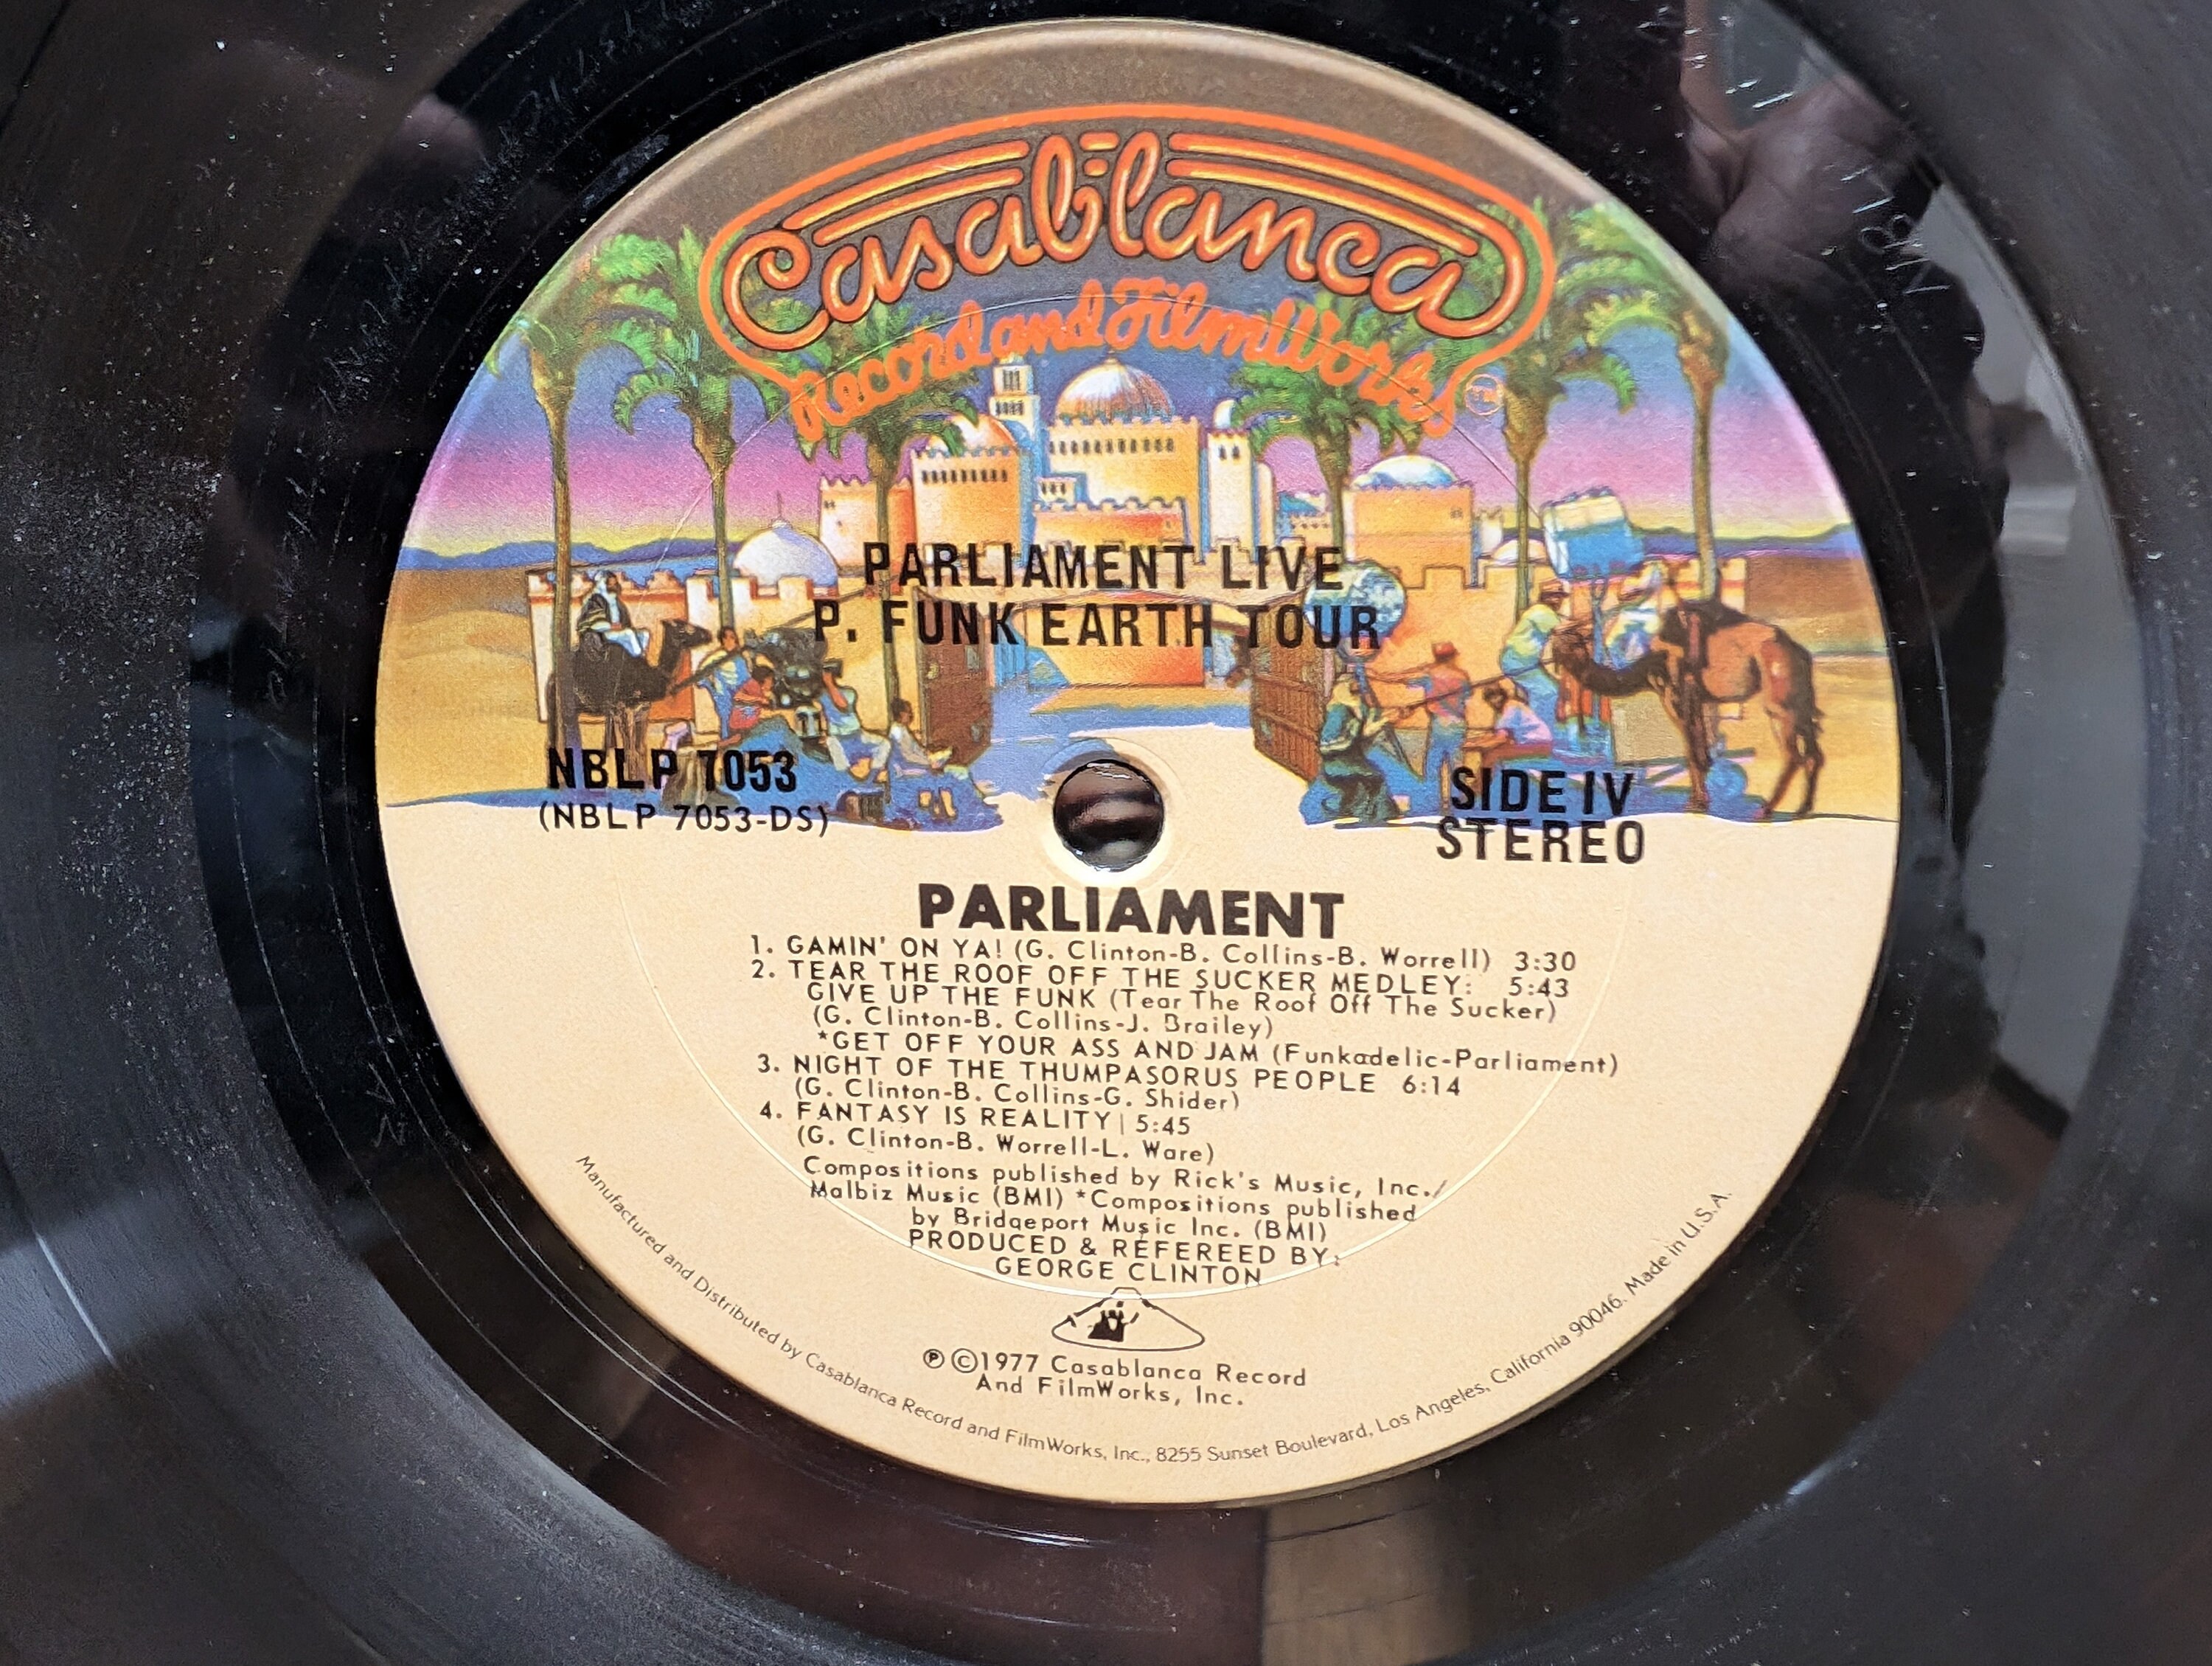 Casablanca
Record and FilmWorks
TM
PARLIAMENT LIVE
P. FUNK EARTH TOUR
NBLP 7053
(NBLP 7053-DS)
SIDE IV
STEREO
PARLIAMENT
1. GAMIN' ON YA! (G. Clinton-B. Collins-B. Worrell) 3:30
2. TEAR THE ROOF OFF THE SUCKER MEDLEY: 5:43
GIVE UP THE FUNK (Tear The Roof Off The Sucker)
(G. Clinton-B. Collins-J. Brailey)
*GET OFF YOUR ASS AND JAM (Funkadelic-Parliament)
3. NIGHT OF THE THUMPASORUS PEOPLE 6:14
(G. Clinton-B. Collins-G. Shider)
4. FANTASY IS REALITY | 5:45
(G. Clinton-B. Worrell-L. Ware)
Compositions published by Rick's Music, Inc./
Malbiz Music (BMI) *Compositions published
by Bridgeport Music Inc. (BMI)
PRODUCED & REFEREED BY:
GEORGE CLINTON
℗ ©1977 Casablanca Record
And FilmWorks, Inc.
Manufactured and Distributed by Casablanca Record and FilmWorks, Inc., 8255 Sunset Boulevard, Los Angeles, California 90046. Made in U.S.A.